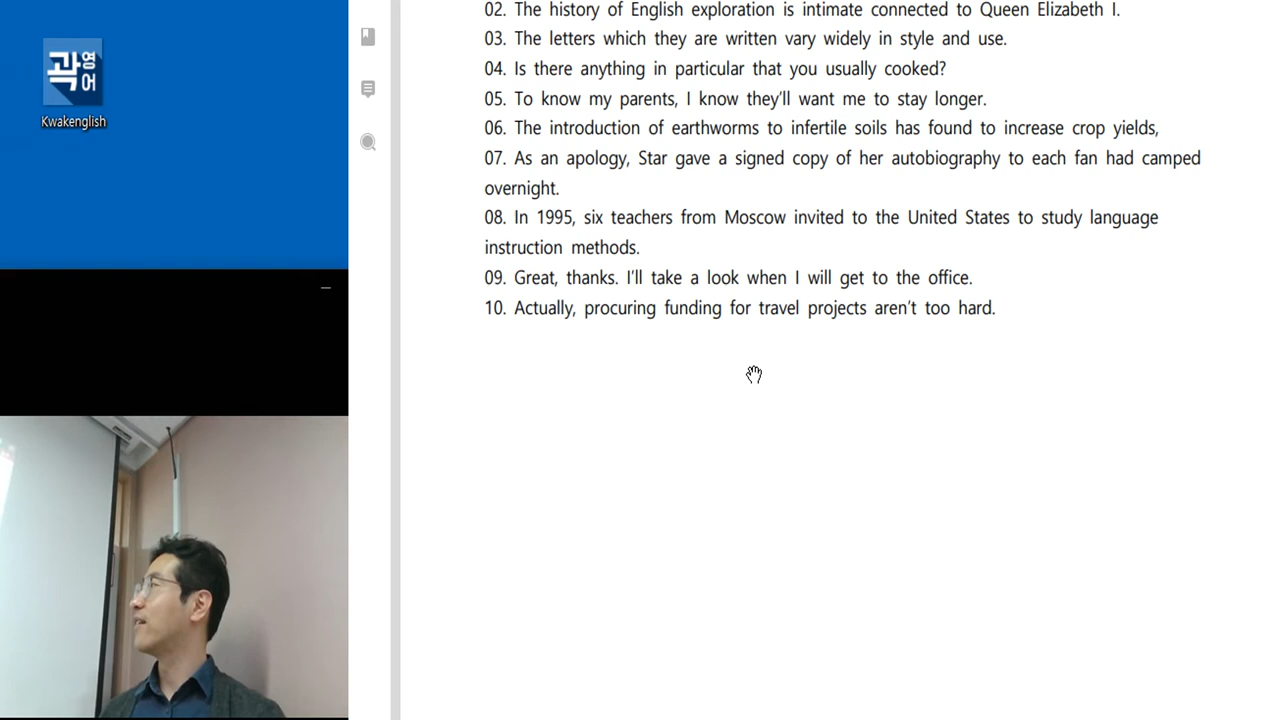 02. The history of English exploration is intimate connected to Queen Elizabeth I.
03. The letters which they are written vary widely in style and use.
04. Is there anything in particular that you usually cooked?
05. To know my parents, I know they'll want me to stay longer.
06. The introduction of earthworms to infertile soils has found to increase crop yields,
07. As an apology, Star gave a signed copy of her autobiography to each fan had camped
overnight.
08. In 1995, six teachers from Moscow invited to the United States to study language
instruction methods.
09. Great, thanks. I'll take a look when I will get to the office.
10. Actually, procuring funding for travel projects aren't too hard.
곽영어
Kwakenglish